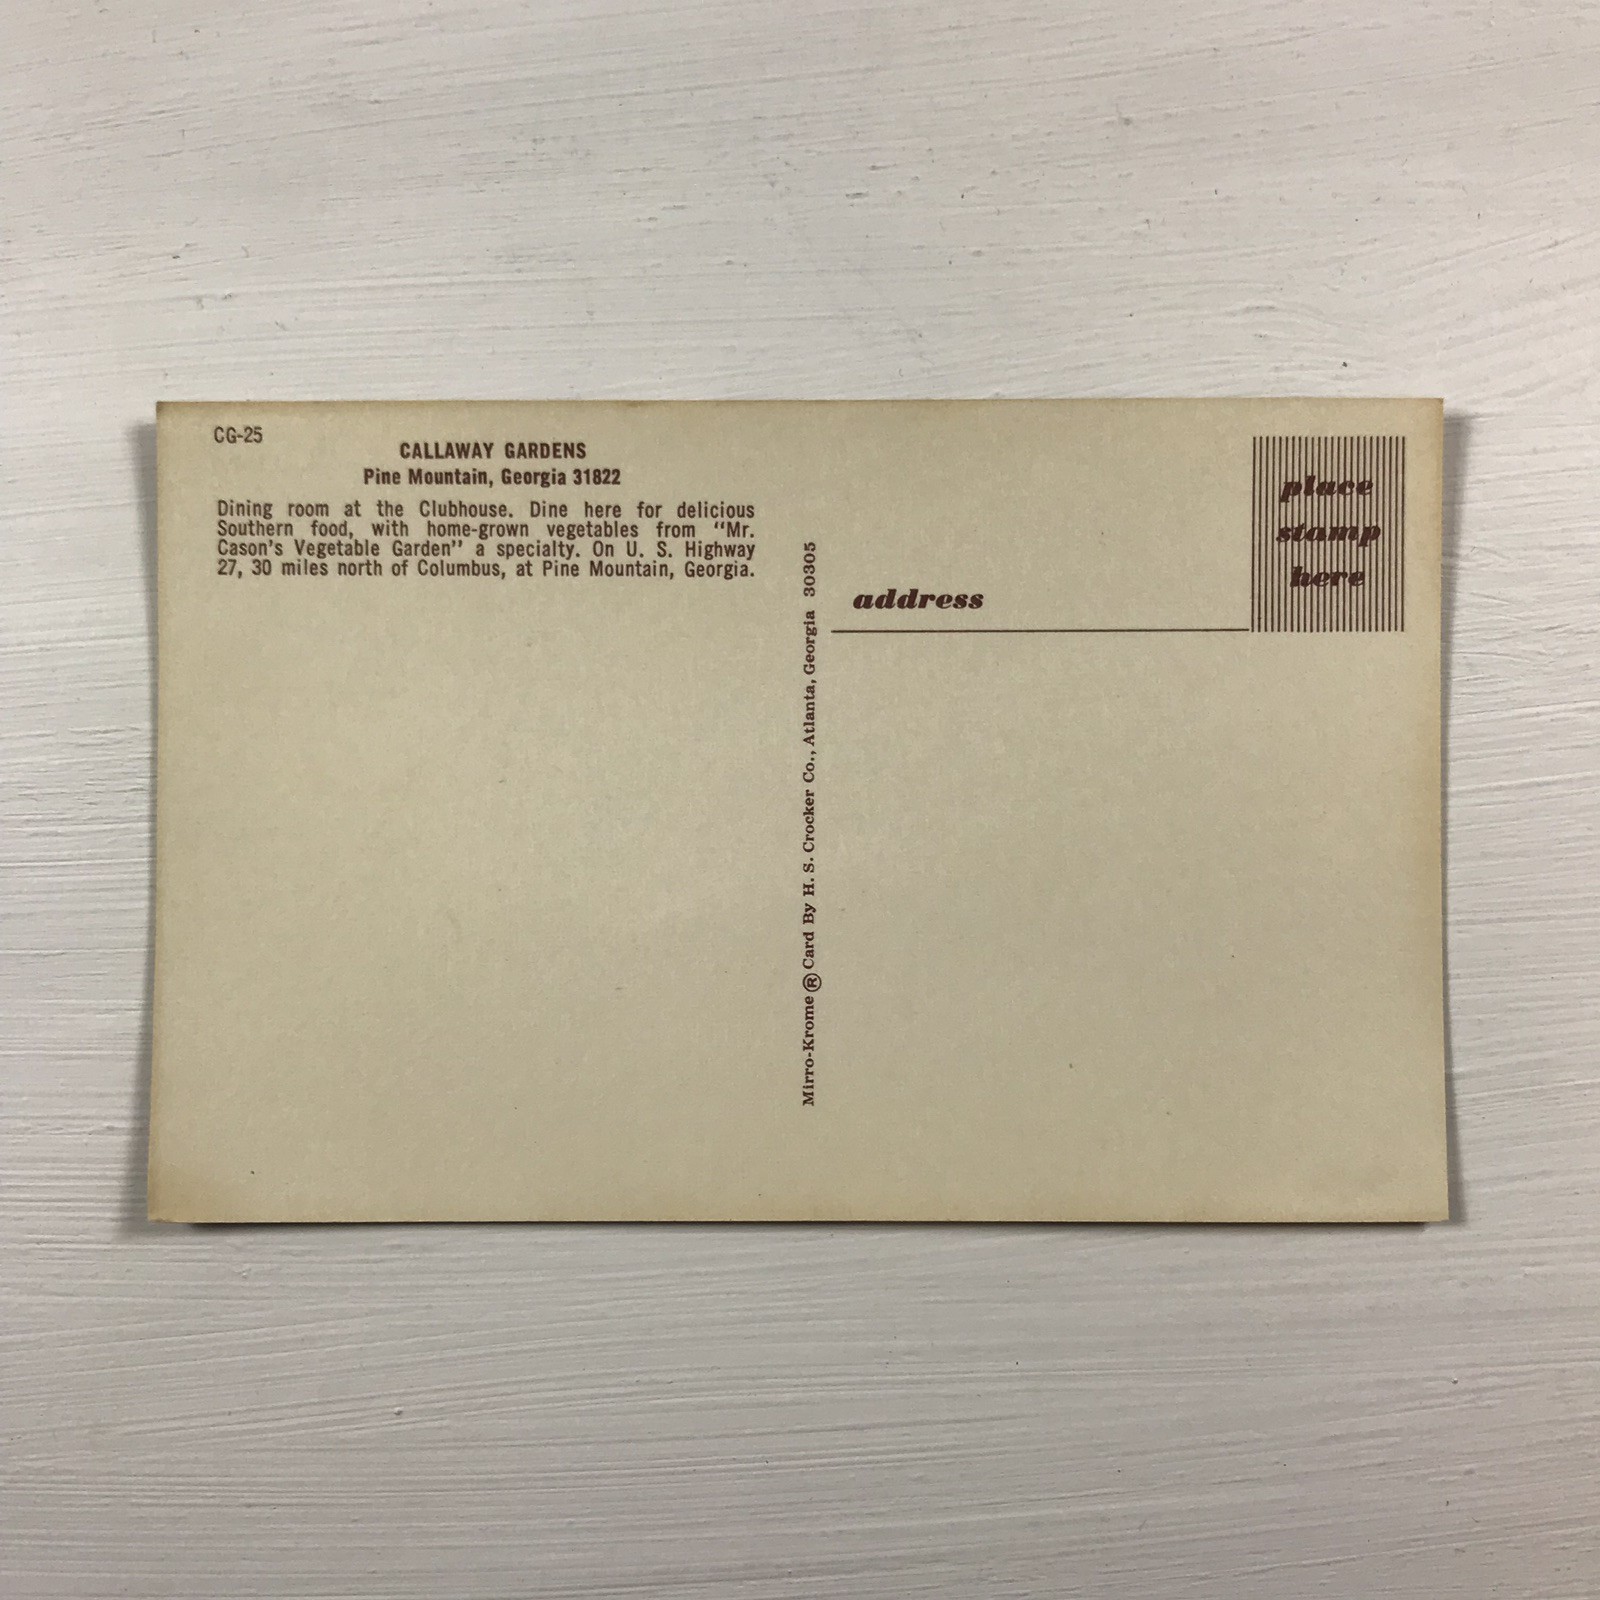 CG-25
CALLAWAY GARDENS
Pine Mountain, Georgia 31822
Dining room at the Clubhouse. Dine here for delicious
Southern food, with home-grown vegetables from “Mr.
Cason’s Vegetable Garden” a specialty. On U. S. Highway
27, 30 miles north of Columbus, at Pine Mountain, Georgia.
Mirro-Krome ® Card By H. S. Crocker Co., Atlanta, Georgia 30305
address
place
stamp
here